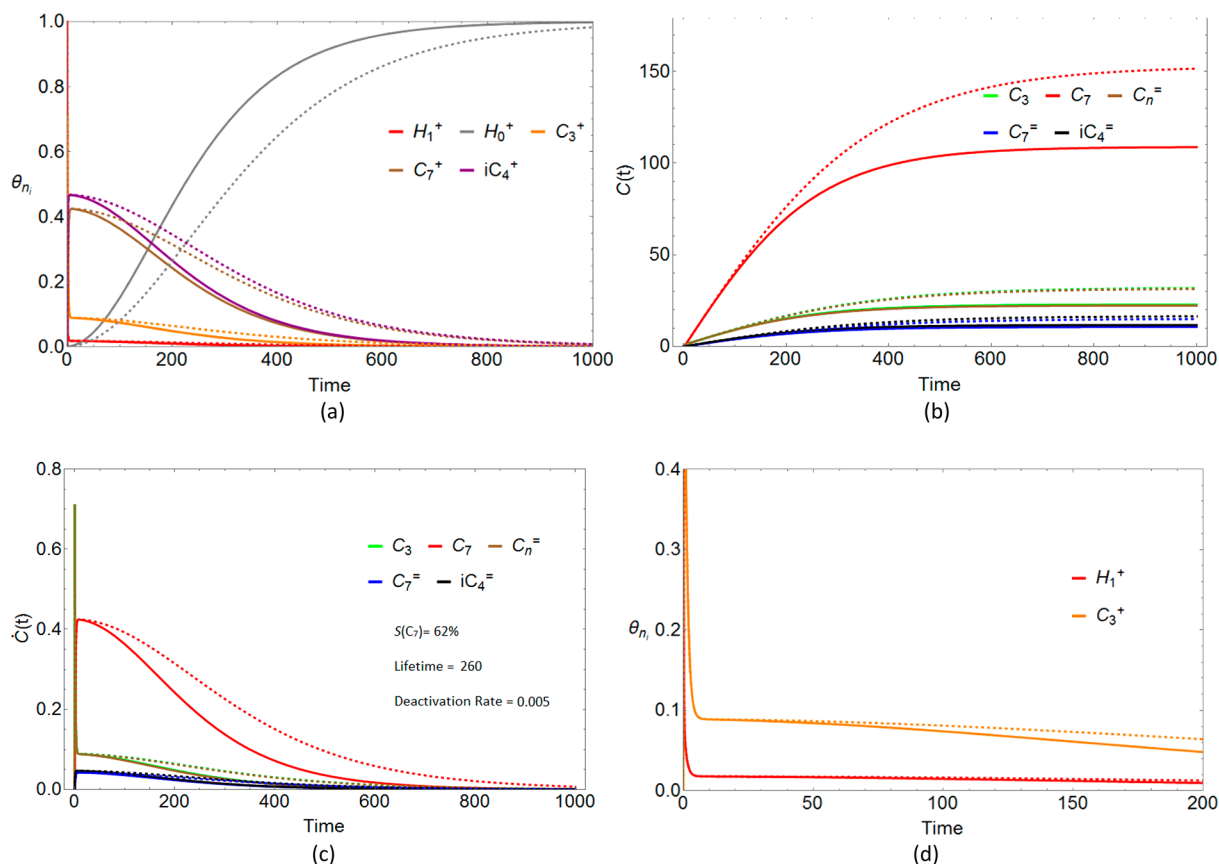 1.0
0.8
0.6
0.4
0.2
0.0
θnᵢ
H₁⁺ H₀⁺ C₃⁺
C₇⁺ iC₄⁺
0 200 400 600 800 1000
Time
(a)
150
100
50
0
C(t)
C₃ C₇ Cₙ⁼
C₇⁼ iC₄⁼
0 200 400 600 800 1000
Time
(b)
0.8
0.6
0.4
0.2
0.0
Ċ(t)
C₃ C₇ Cₙ⁼
C₇⁼ iC₄⁼
S(C₇)= 62%
Lifetime = 260
Deactivation Rate = 0.005
0 200 400 600 800 1000
Time
(c)
0.4
0.3
0.2
0.1
0.0
θnᵢ
H₁⁺
C₃⁺
0 50 100 150 200
Time
(d)